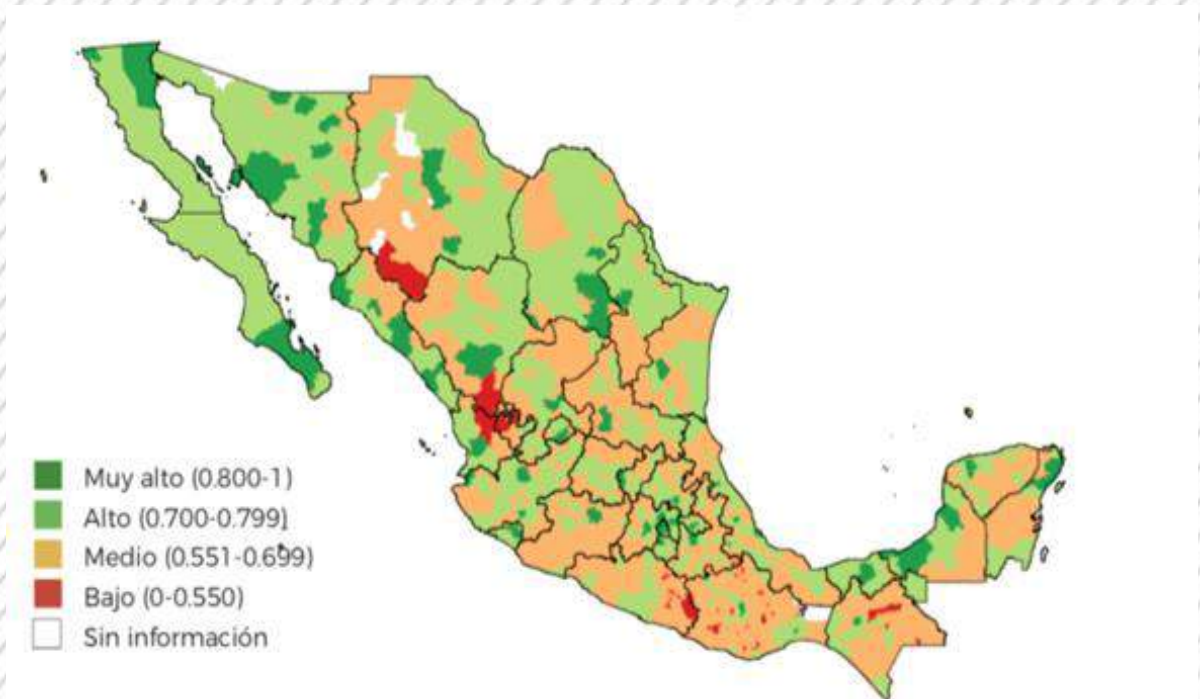 Muy alto (0.800-1)
Alto (0.700-0.799)
Medio (0.551-0.699)
Bajo (0-0.550)
Sin información